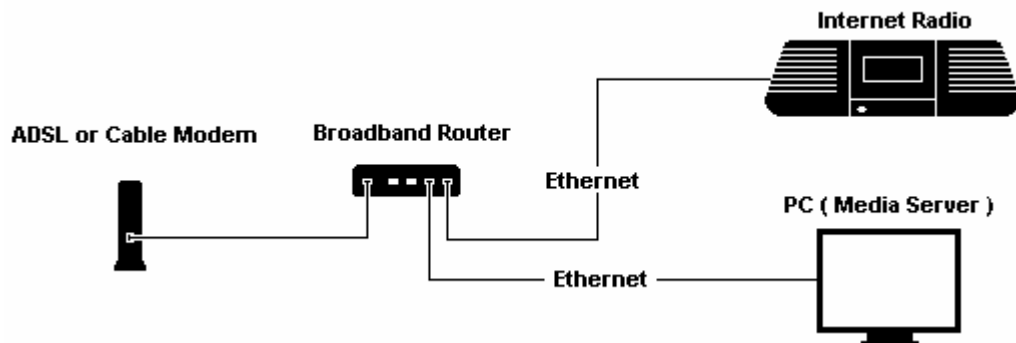 Internet Radio
ADSL or Cable Modem
Broadband Router
Ethernet
PC ( Media Server )
Ethernet